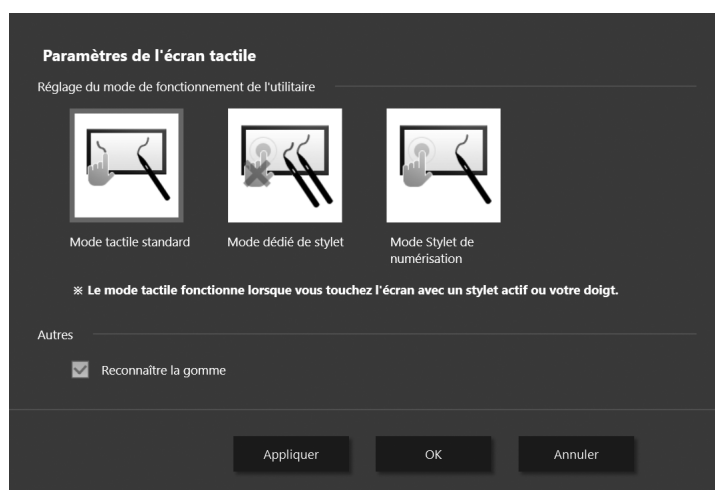 Paramètres de l'écran tactile
Réglage du mode de fonctionnement de l'utilitaire
Mode tactile standard
Mode dédié de stylet
Mode Stylet de
numérisation
※ Le mode tactile fonctionne lorsque vous touchez l'écran avec un stylet actif ou votre doigt.
Autres
Reconnaître la gomme
Appliquer
OK
Annuler